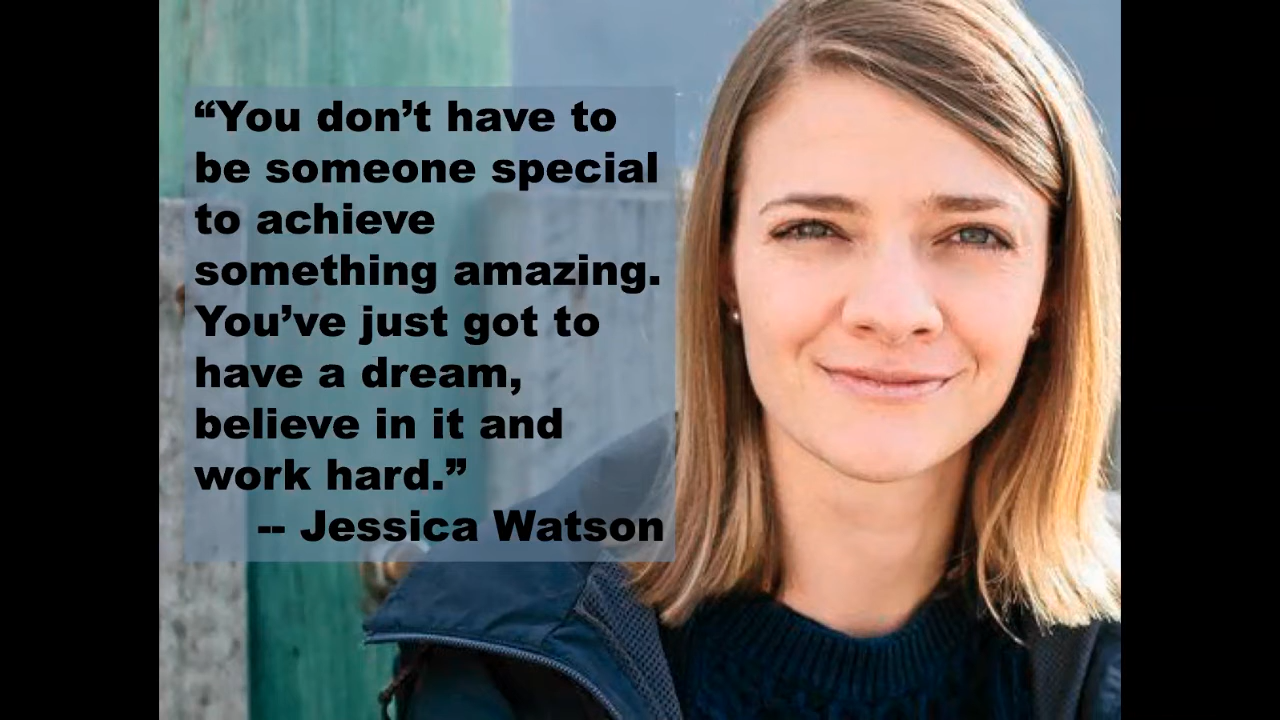 “You don’t have to
be someone special
to achieve
something amazing.
You’ve just got to
have a dream,
believe in it and
work hard.”
-- Jessica Watson